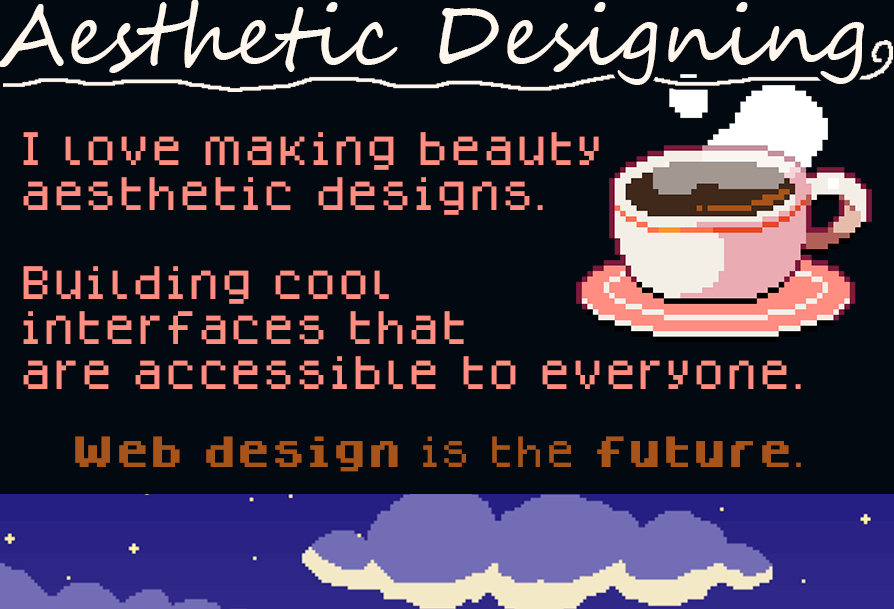 Aesthetic Designing
I love making beauty
aesthetic designs.
Building cool
interfaces that
are accessible to everyone.
Web design is the future.